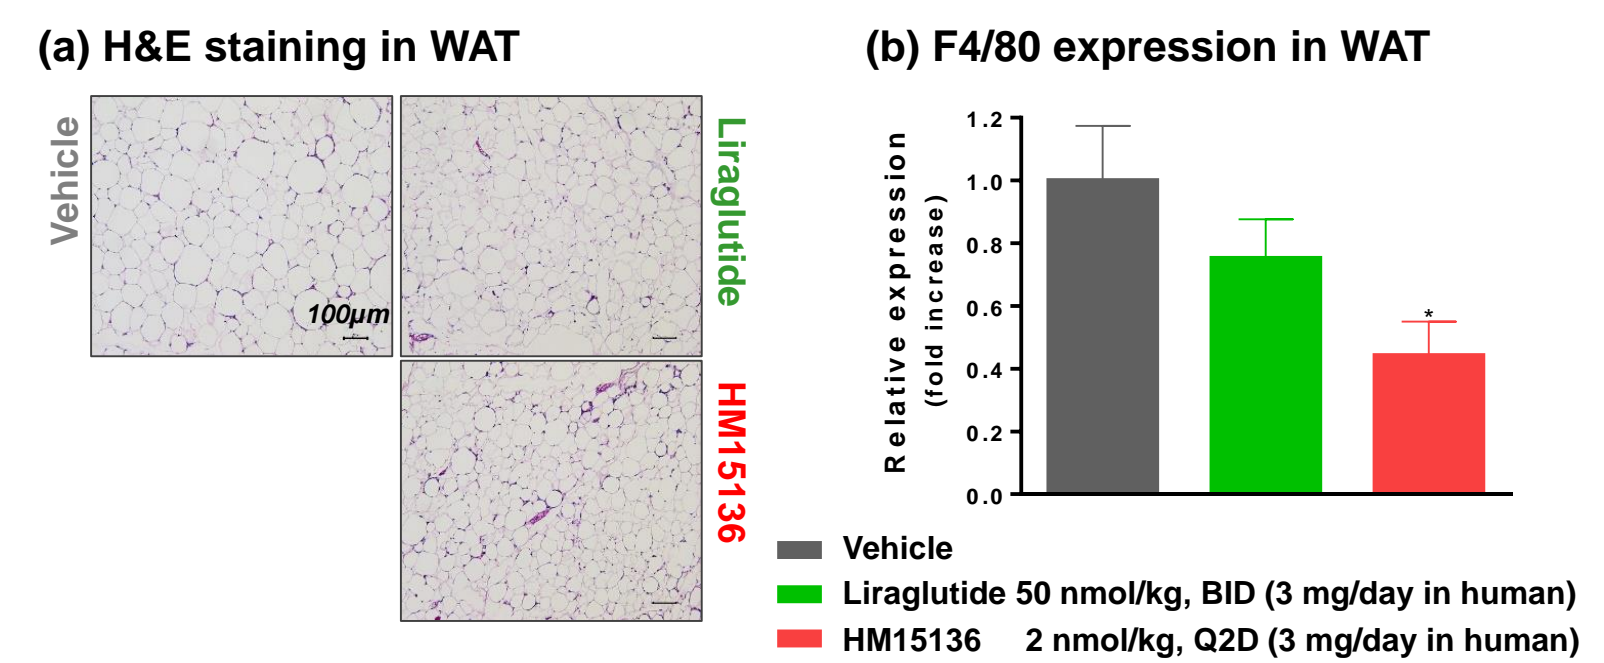 (a) H&E staining in WAT
Vehicle
100µm
Liraglutide
HM15136
(b) F4/80 expression in WAT
Relative expression
(fold increase)
1.2
1.0
0.8
0.6
0.4
0.2
0.0
*
Vehicle
Liraglutide 50 nmol/kg, BID (3 mg/day in human)
HM15136 2 nmol/kg, Q2D (3 mg/day in human)